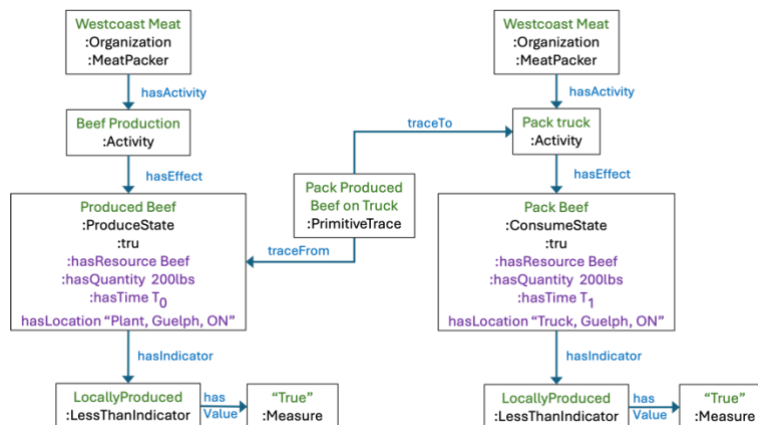 Westcoast Meat
:Organization
:MeatPacker
hasActivity
Beef Production
:Activity
hasEffect
Produced Beef
:ProduceState
:tru
:hasResource Beef
:hasQuantity 200lbs
:hasTime T0
hasLocation “Plant, Guelph, ON”
hasIndicator
LocallyProduced
:LessThanIndicator
has
Value
“True”
:Measure
traceTo
Pack Produced
Beef on Truck
:PrimitiveTrace
traceFrom
Westcoast Meat
:Organization
:MeatPacker
hasActivity
Pack truck
:Activity
hasEffect
Pack Beef
:ConsumeState
:tru
:hasResource Beef
:hasQuantity 200lbs
:hasTime T1
hasLocation “Truck, Guelph, ON”
hasIndicator
LocallyProduced
:LessThanIndicator
has
Value
“True”
:Measure